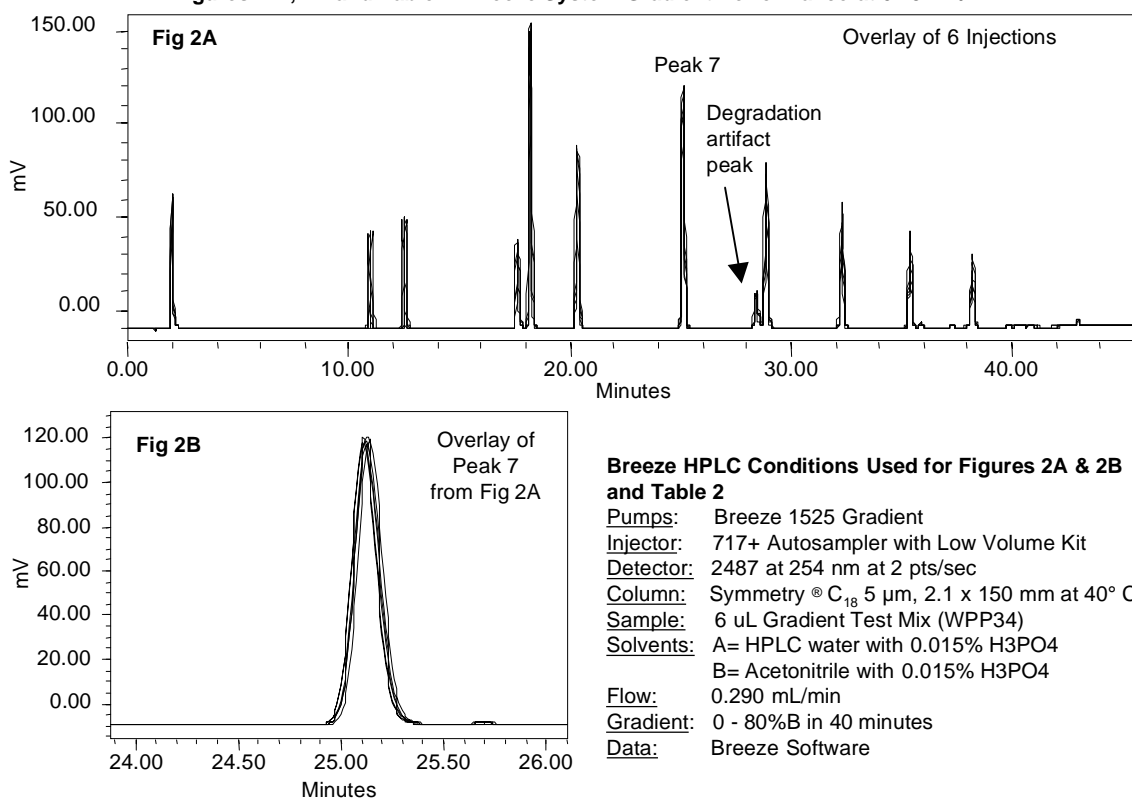 Fig 2A
Overlay of 6 Injections
Peak 7
Degradation
artifact
peak
mV
150.00
100.00
50.00
0.00
0.00 10.00 20.00 30.00 40.00
Minutes
Fig 2B
Overlay of
Peak 7
from Fig 2A
mV
120.00
100.00
80.00
60.00
40.00
20.00
0.00
24.00 24.50 25.00 25.50 26.00
Minutes
Breeze HPLC Conditions Used for Figures 2A & 2B
and Table 2
Pumps: Breeze 1525 Gradient
Injector: 717+ Autosampler with Low Volume Kit
Detector: 2487 at 254 nm at 2 pts/sec
Column: Symmetry ® C18 5 µm, 2.1 x 150 mm at 40° C
Sample: 6 uL Gradient Test Mix (WPP34)
Solvents: A= HPLC water with 0.015% H3PO4
B= Acetonitrile with 0.015% H3PO4
Flow: 0.290 mL/min
Gradient: 0 - 80%B in 40 minutes
Data: Breeze Software